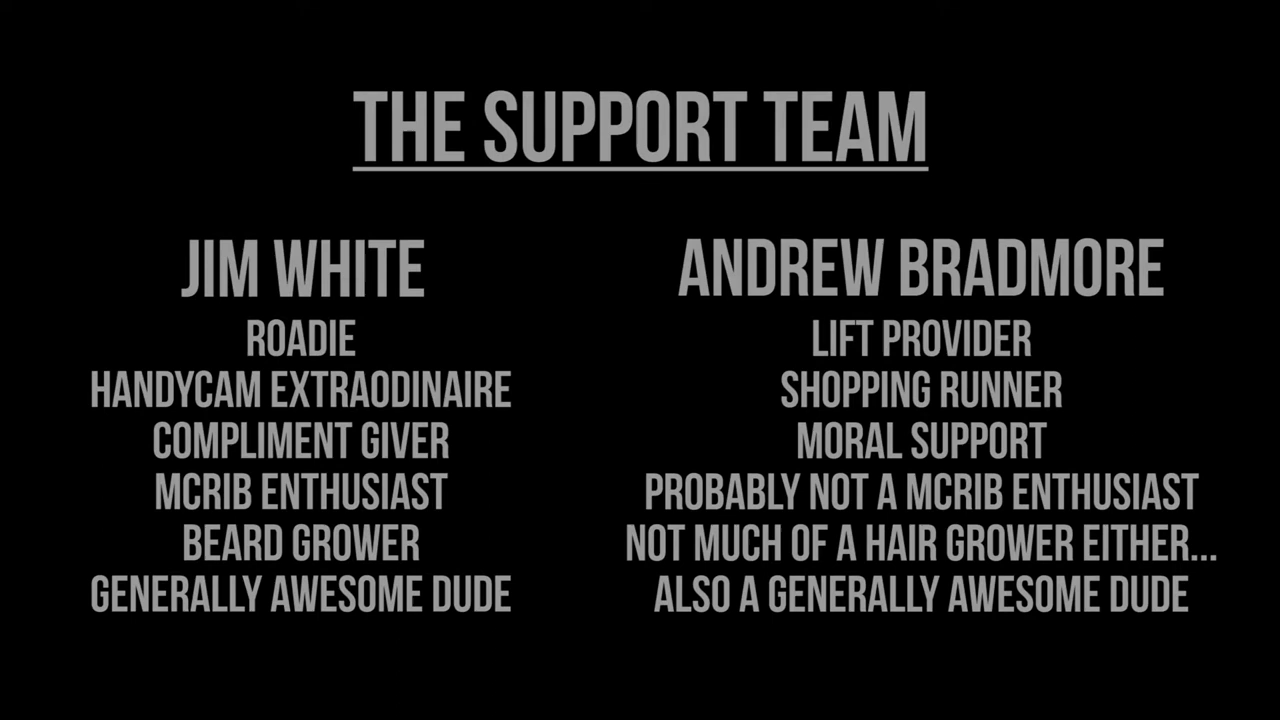 THE SUPPORT TEAM
JIM WHITE
ROADIE
HANDYCAM EXTRAODINAIRE
COMPLIMENT GIVER
MCRIB ENTHUSIAST
BEARD GROWER
GENERALLY AWESOME DUDE
ANDREW BRADMORE
LIFT PROVIDER
SHOPPING RUNNER
MORAL SUPPORT
PROBABLY NOT A MCRIB ENTHUSIAST
NOT MUCH OF A HAIR GROWER EITHER...
ALSO A GENERALLY AWESOME DUDE